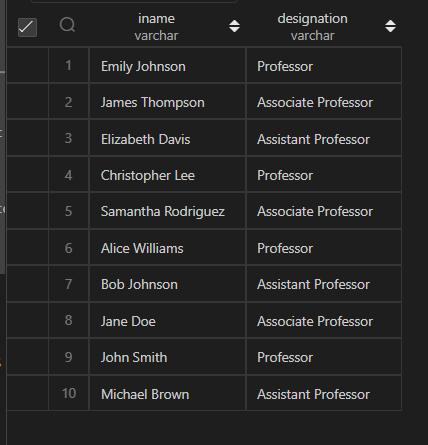 iname designation
varchar varchar
1 Emily Johnson Professor
2 James Thompson Associate Professor
3 Elizabeth Davis Assistant Professor
4 Christopher Lee Professor
5 Samantha Rodriguez Associate Professor
6 Alice Williams Professor
7 Bob Johnson Assistant Professor
8 Jane Doe Associate Professor
9 John Smith Professor
10 Michael Brown Assistant Professor